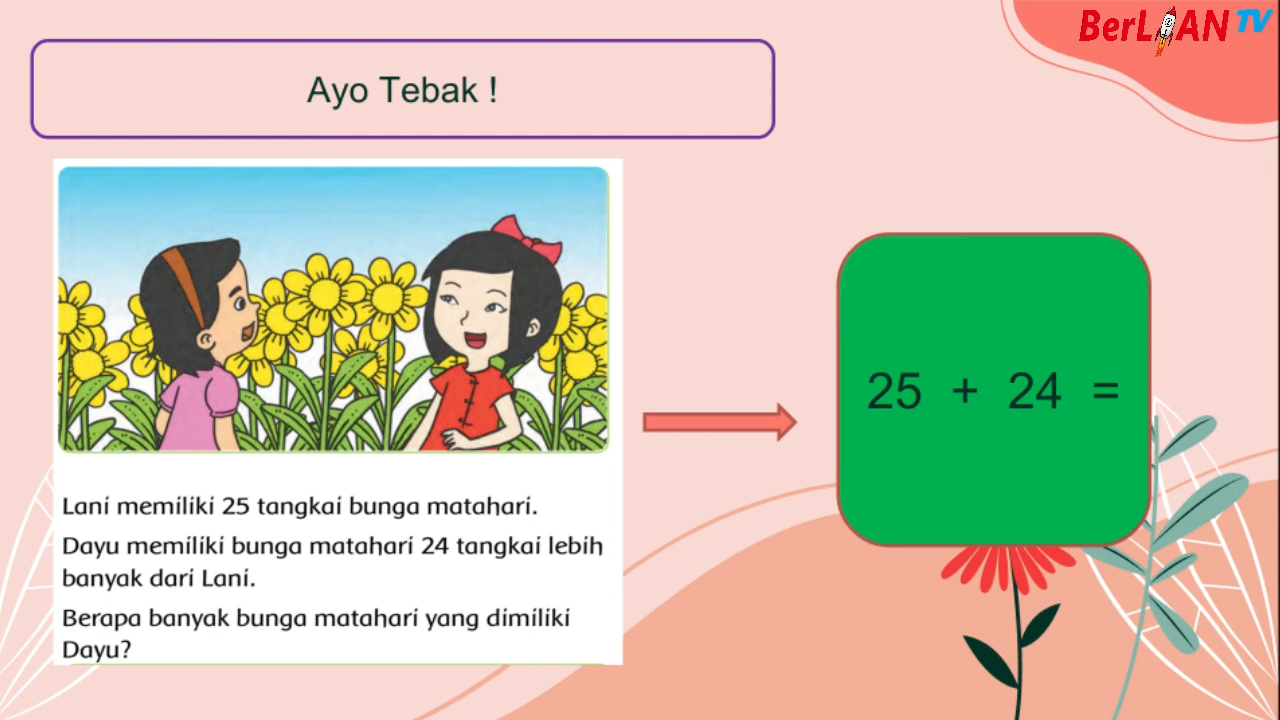 BerLIAN TV
Ayo Tebak !
25 + 24 =
Lani memiliki 25 tangkai bunga matahari.
Dayu memiliki bunga matahari 24 tangkai lebih
banyak dari Lani.
Berapa banyak bunga matahari yang dimiliki
Dayu?